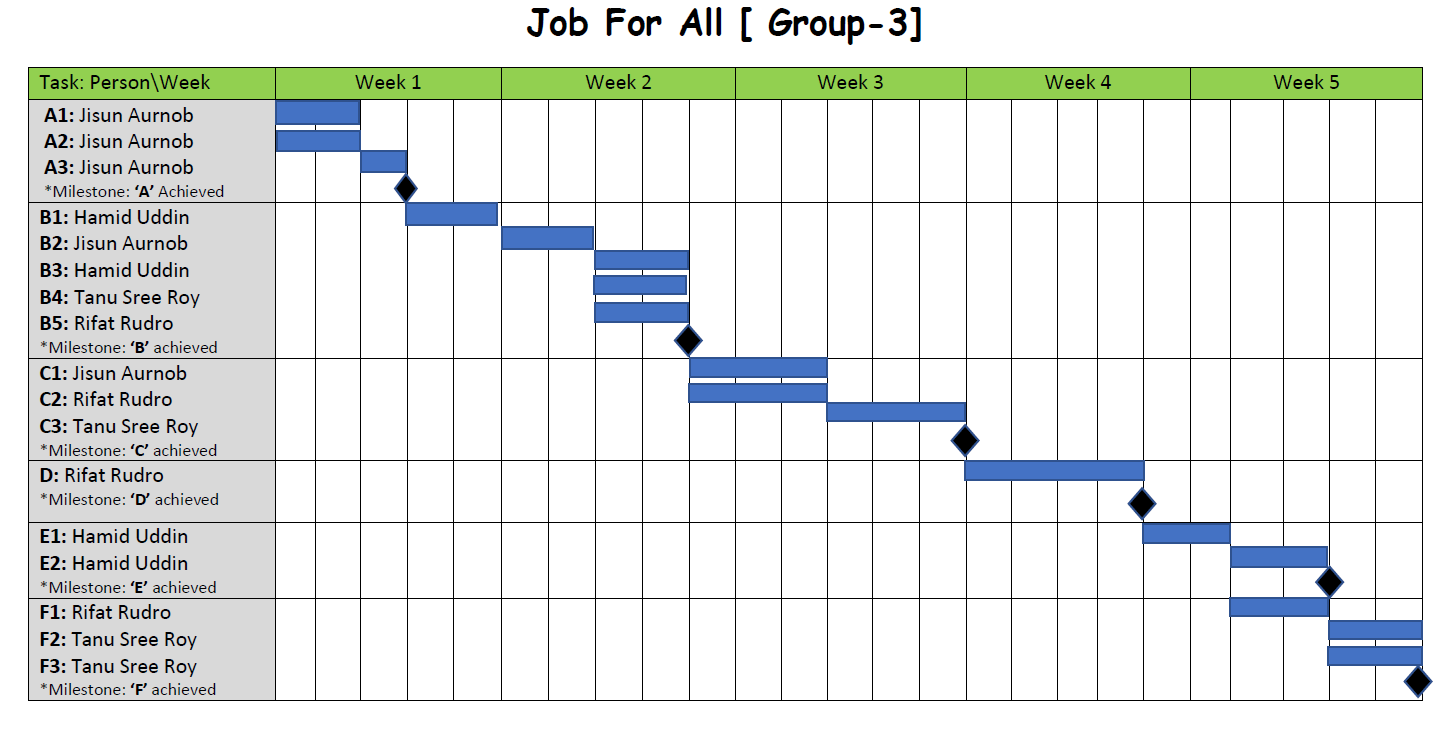 Job For All [ Group-3]
Task: Person\Week Week 1 Week 2 Week 3 Week 4 Week 5
A1: Jisun Aurnob
A2: Jisun Aurnob
A3: Jisun Aurnob
*Milestone: ‘A’ Achieved
B1: Hamid Uddin
B2: Jisun Aurnob
B3: Hamid Uddin
B4: Tanu Sree Roy
B5: Rifat Rudro
*Milestone: ‘B’ achieved
C1: Jisun Aurnob
C2: Rifat Rudro
C3: Tanu Sree Roy
*Milestone: ‘C’ achieved
D: Rifat Rudro
*Milestone: ‘D’ achieved
E1: Hamid Uddin
E2: Hamid Uddin
*Milestone: ‘E’ achieved
F1: Rifat Rudro
F2: Tanu Sree Roy
F3: Tanu Sree Roy
*Milestone: ‘F’ achieved